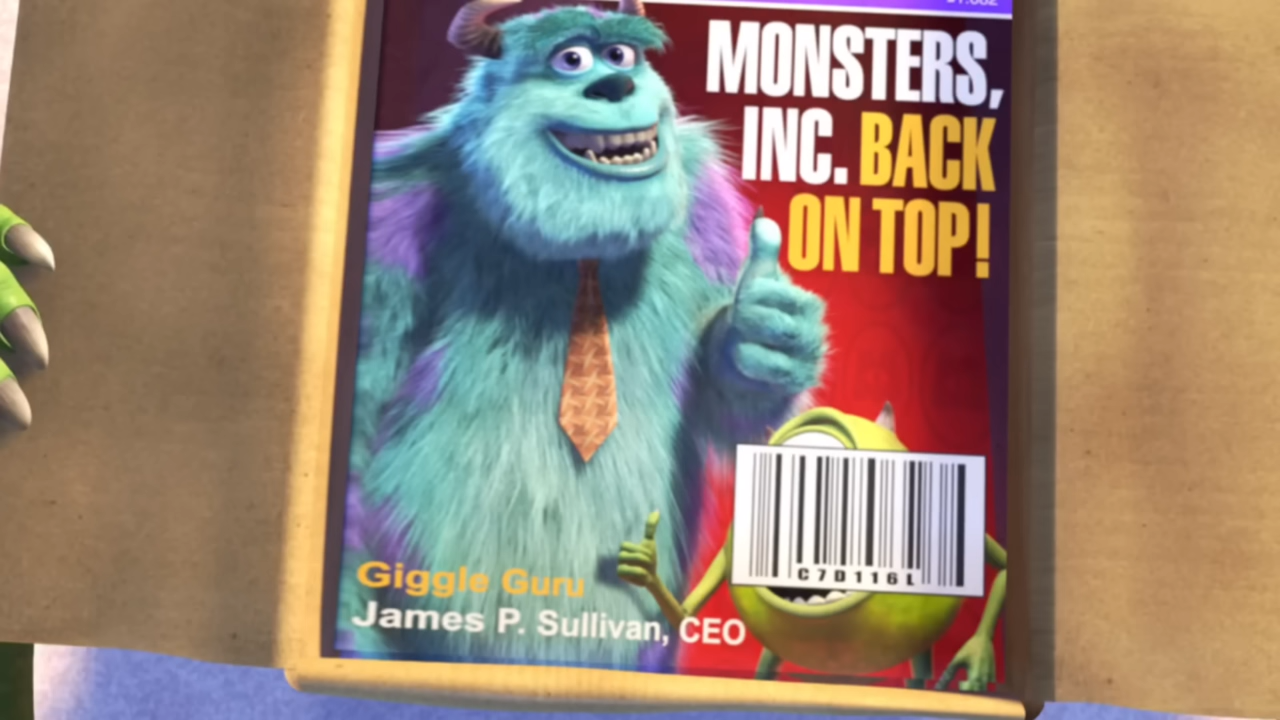 MONSTERS,
INC. BACK
ON TOP!
C7D116L
Giggle Guru
James P. Sullivan, CEO